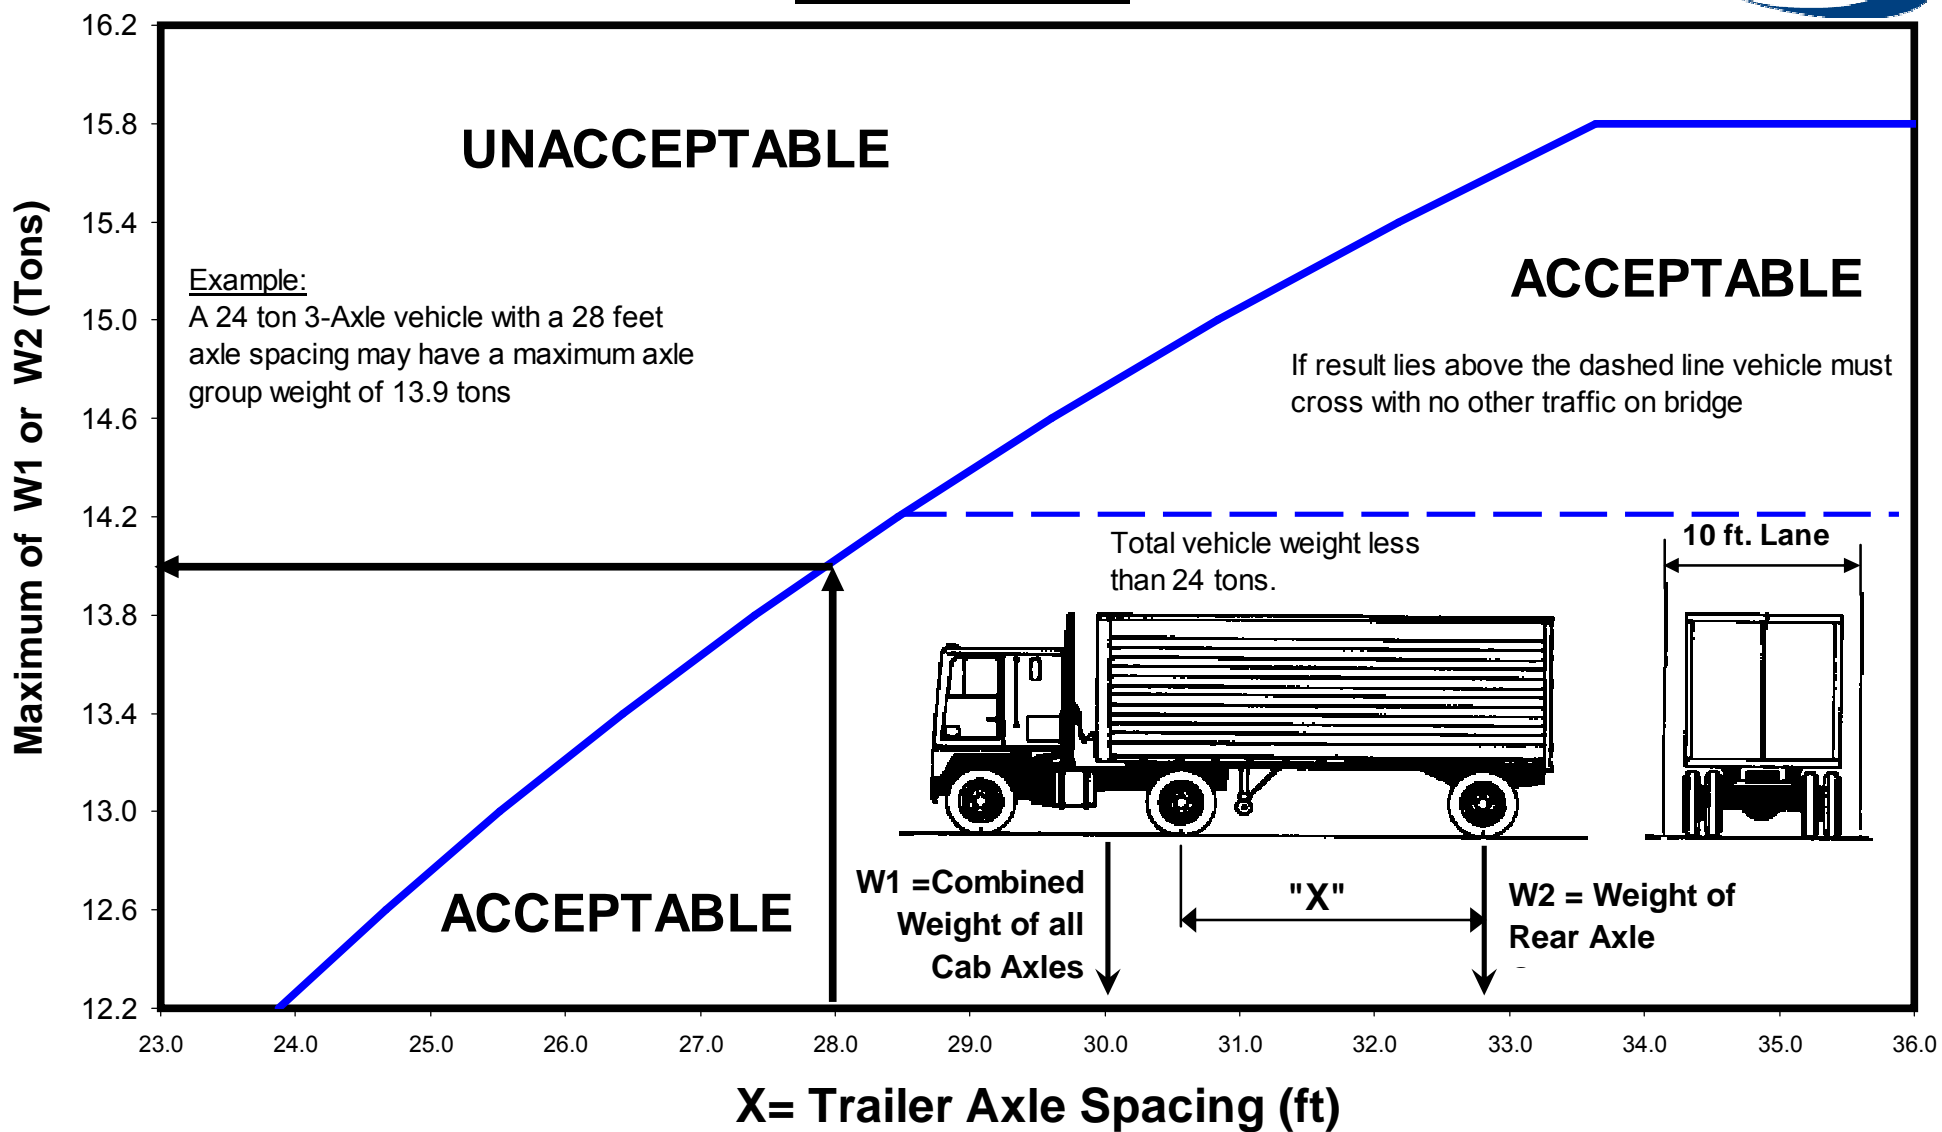 16.2
15.8
15.4
15.0
14.6
14.2
13.8
13.4
13.0
12.6
12.2
Maximum of W1 or W2 (Tons)
UNACCEPTABLE
Example:
A 24 ton 3-Axle vehicle with a 28 feet
axle spacing may have a maximum axle
group weight of 13.9 tons
ACCEPTABLE
If result lies above the dashed line vehicle must
cross with no other traffic on bridge
Total vehicle weight less
than 24 tons.
10 ft. Lane
ACCEPTABLE
W1 =Combined
Weight of all
Cab Axles
"X"
W2 = Weight of
Rear Axle
23.0 24.0 25.0 26.0 27.0 28.0 29.0 30.0 31.0 32.0 33.0 34.0 35.0 36.0
X= Trailer Axle Spacing (ft)